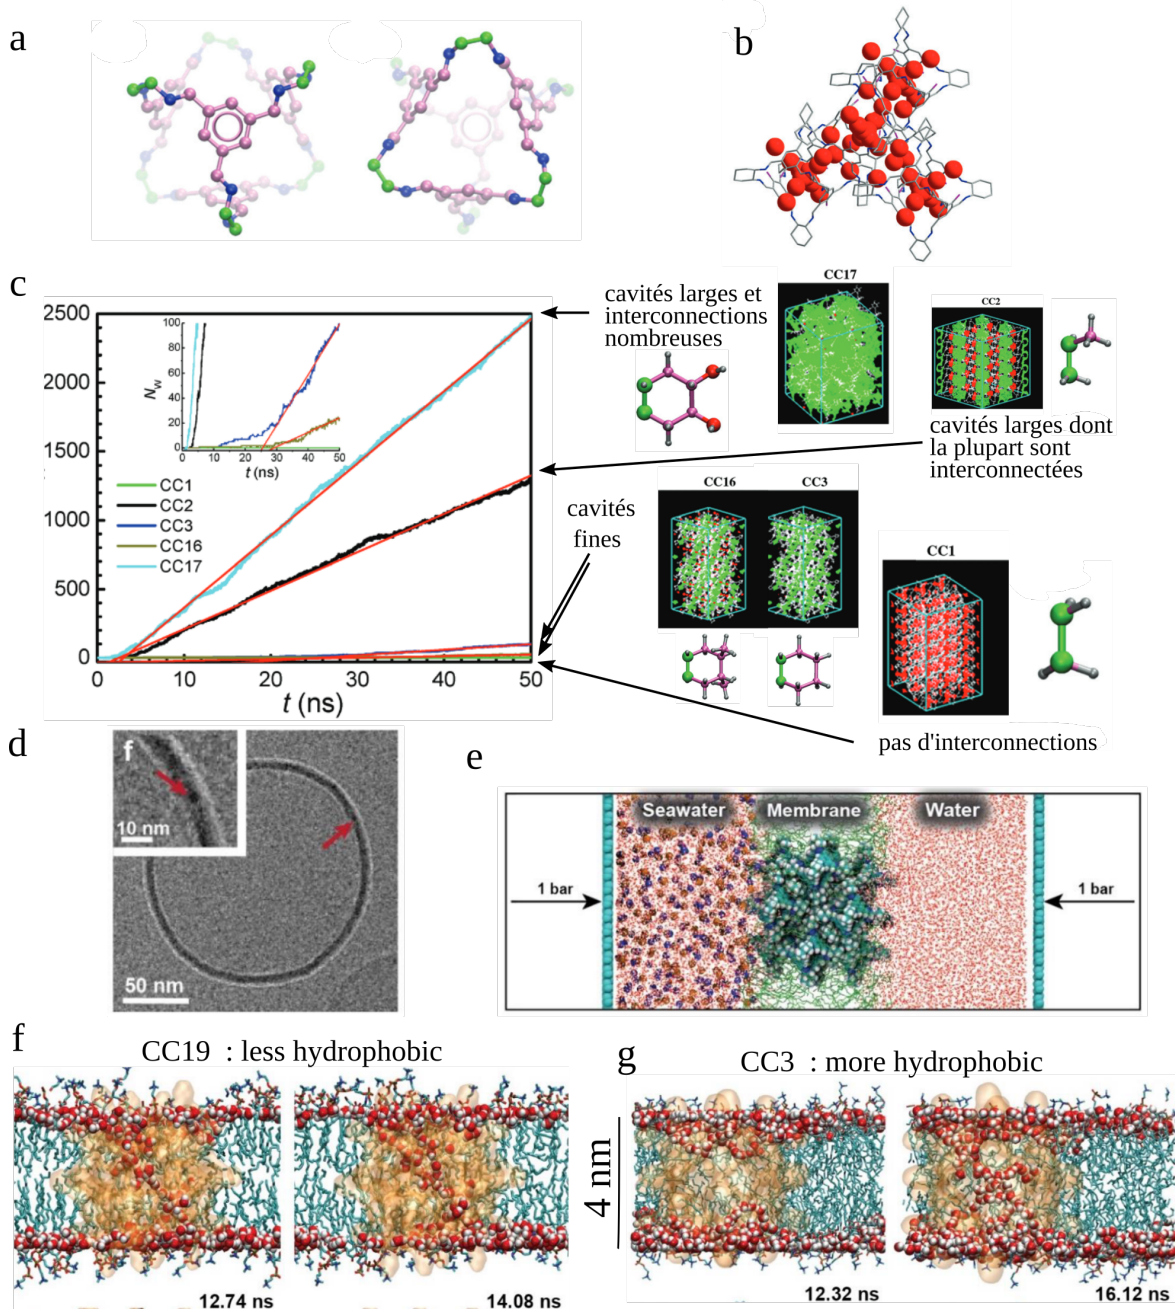 a
b
c
2500
2000
1500
1000
500
0
0
10
20
30
40
50
t (ns)
100
80
60
40
20
0
0
10
20
30
40
50
Nw
t (ns)
CC1
CC2
CC3
CC16
CC17
cavités larges et
interconnections
nombreuses
CC17
CC2
cavités larges dont
la plupart sont
interconnectées
cavités
fines
CC16
CC3
CC1
pas d'interconnections
d
f
10 nm
50 nm
e
Seawater
Membrane
Water
1 bar
1 bar
f
CC19 : less hydrophobic
12.74 ns
14.08 ns
g
CC3 : more hydrophobic
4 nm
12.32 ns
16.12 ns